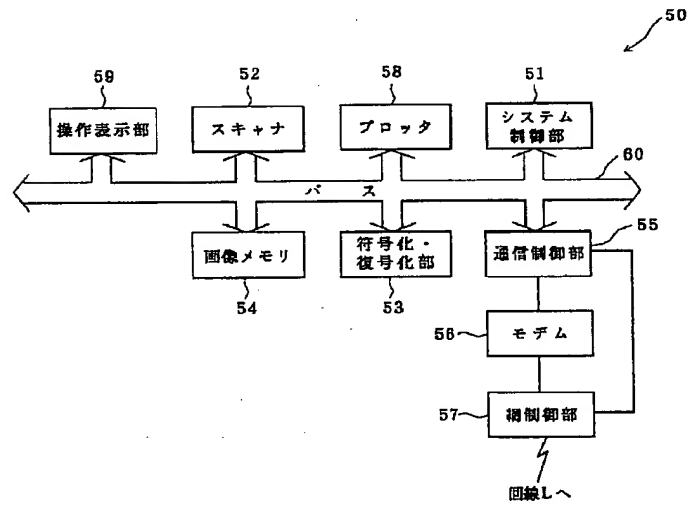 50
59
52
58
51
操作表示部
スキャナ
プロッタ
システム
制御部
60
バス
55
画像メモリ
符号化・
復号化部
通信制御部
54
53
56
モデム
57
網制御部
回線Lへ